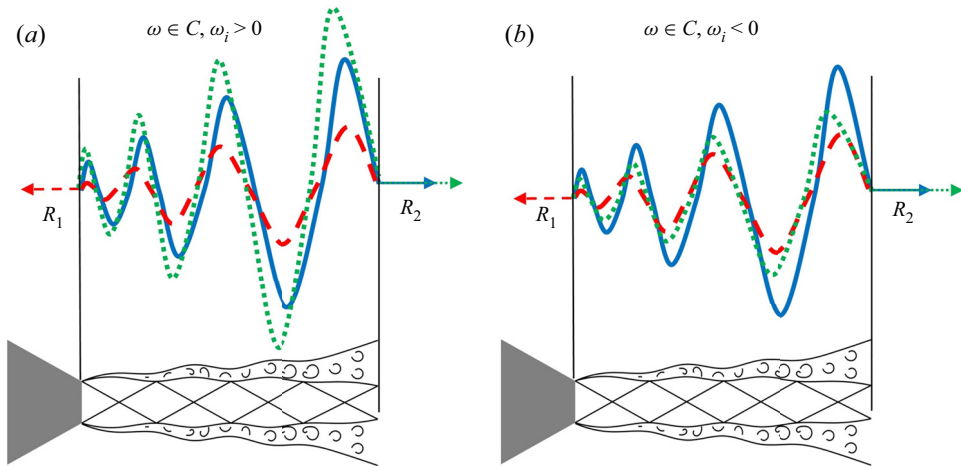 (a)
ω ∈ C, ω_i > 0
R_1
R_2
(b)
ω ∈ C, ω_i < 0
R_1
R_2